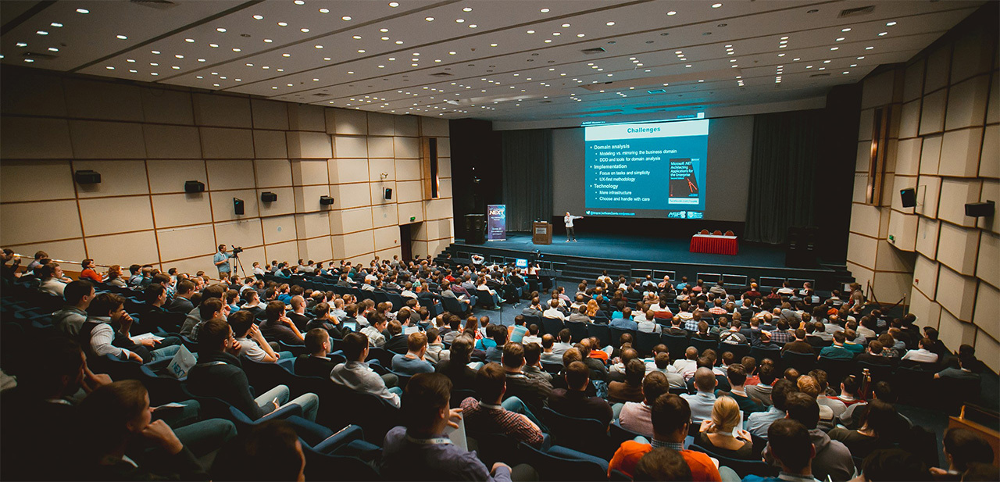 Challenges
Domain analysis
Modeling vs. mirroring the business domain
DDD and tools for domain analysis
Implementation
Focus on tasks and simplicity
UX-first methodology
Technology
Mere infrastructure
Choose and handle with care
Microsoft .NET
Architecting
Applications for
the Enterprise
.NEXT